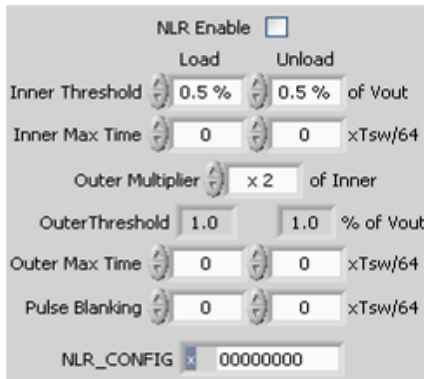 NLR Enable
Load Unload
Inner Threshold 0.5 % 0.5 % of Vout
Inner Max Time 0 0 xTsw/64
Outer Multiplier x 2 of Inner
OuterThreshold 1.0 1.0 % of Vout
Outer Max Time 0 0 xTsw/64
Pulse Blanking 0 0 xTsw/64
NLR_CONFIG x 00000000